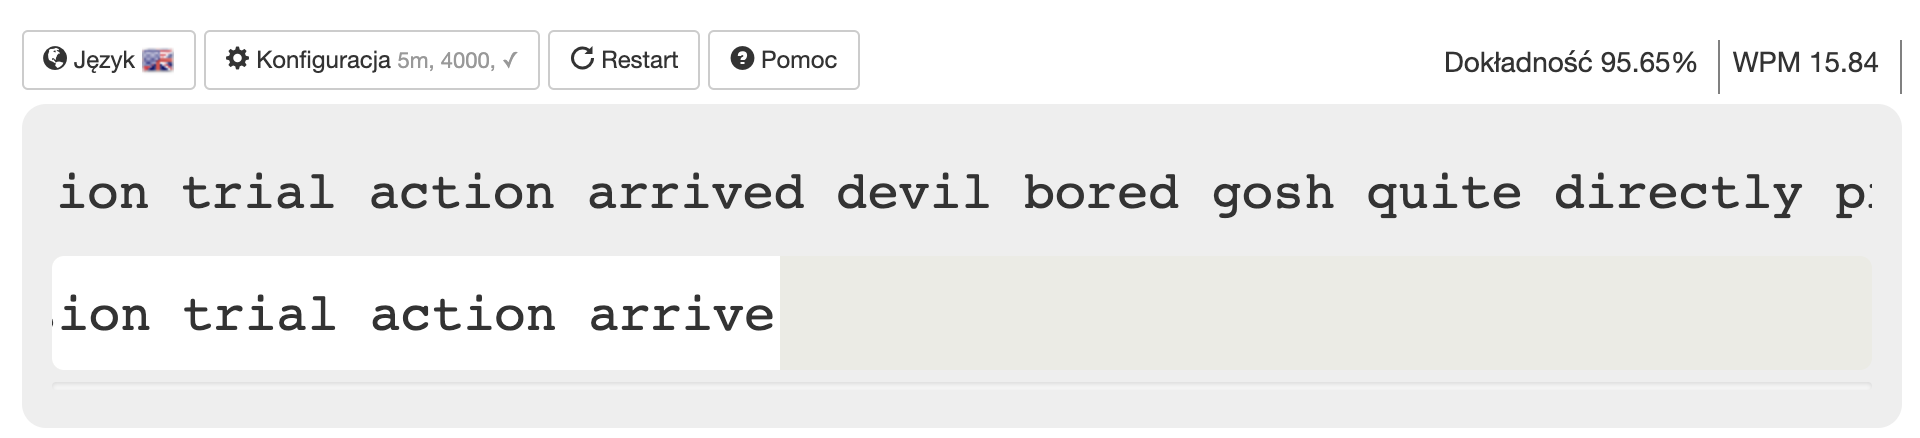 Język Konfiguracja 5m, 4000, ✓ Restart Pomoc Dokładność 95.65% WPM 15.84
ion trial action arrived devil bored gosh quite directly
ion trial action arrive